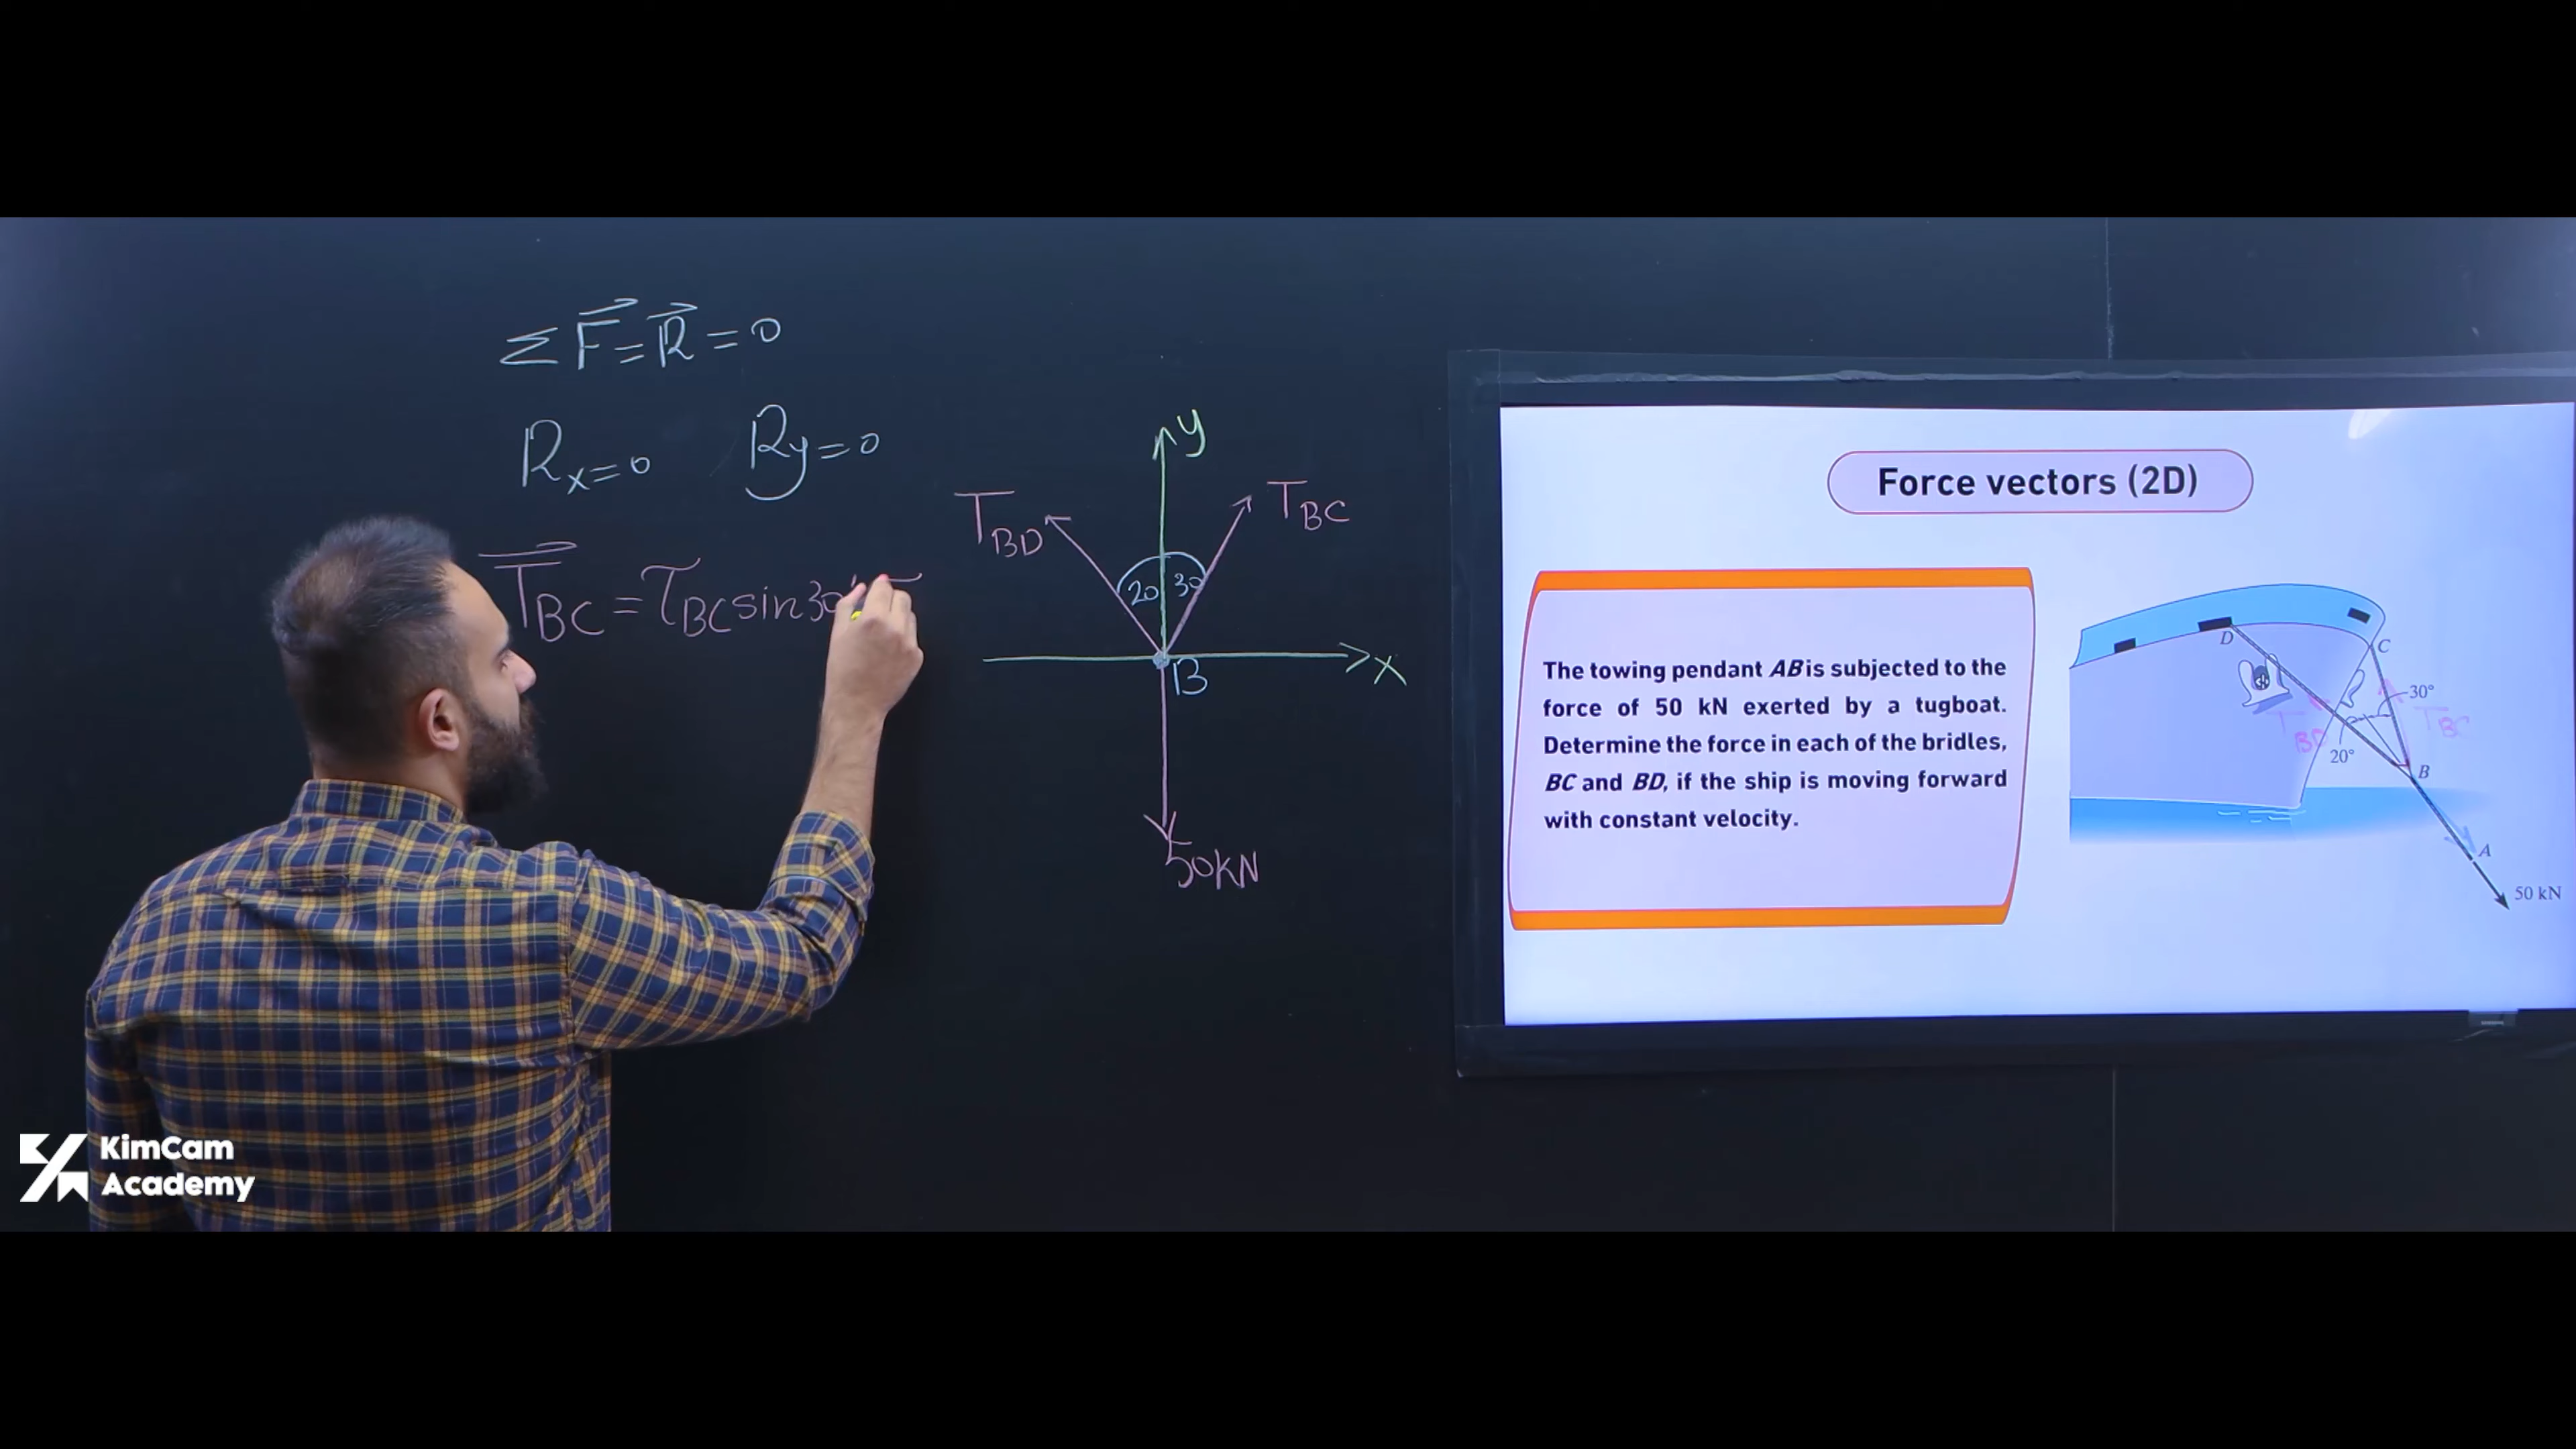 ΣF⃗=R⃗=0
Rx=0 Ry=0
T⃗BC=TBCsin30
y
TBD
TBC
20 30
B
x
50kN
Force vectors (2D)
The towing pendant AB is subjected to the
force of 50 kN exerted by a tugboat.
Determine the force in each of the bridles,
BC and BD, if the ship is moving forward
with constant velocity.
D
C
30°
TBC
TBD
20°
B
A
50 kN
KimCam
Academy